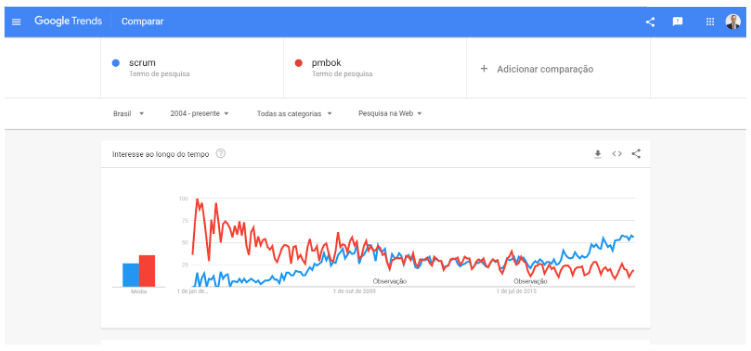 Google Trends Comparar
scrum
Termo de pesquisa
pmbok
Termo de pesquisa
+ Adicionar comparação
Brasil 2004 - presente Todas as categorias Pesquisa na Web
Interesse ao longo do tempo
100
75
50
25
Média
1 de jan de...
Observação
1 de out de 2009
Observação
1 de jul de 2015